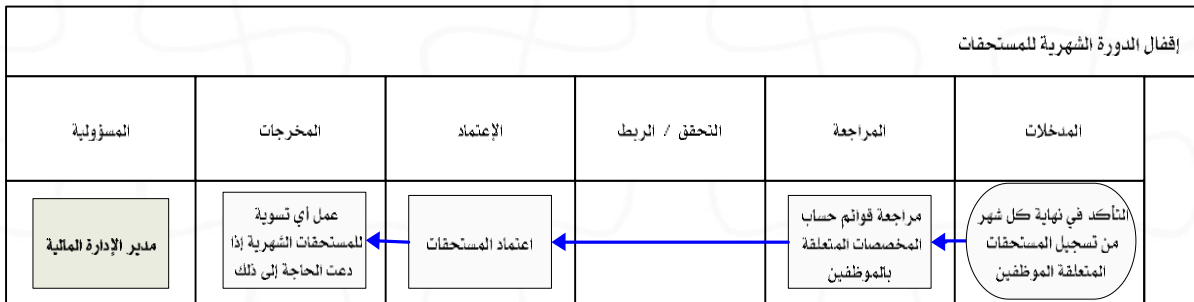 إقفال الدورة الشهرية للمستحقات
المدخلات
المراجعة
التحقق / الربط
الإعتماد
المخرجات
المسؤولية
التأكد في نهاية كل شهر
من تسجيل المستحقات
المتعلقة الموظفين
مراجعة قوائم حساب
المخصصات المتعلقة
بالموظفين
اعتماد المستحقات
عمل أي تسوية
للمستحقات الشهرية إذا
دعت الحاجة إلى ذلك
مدير الإدارة المالية